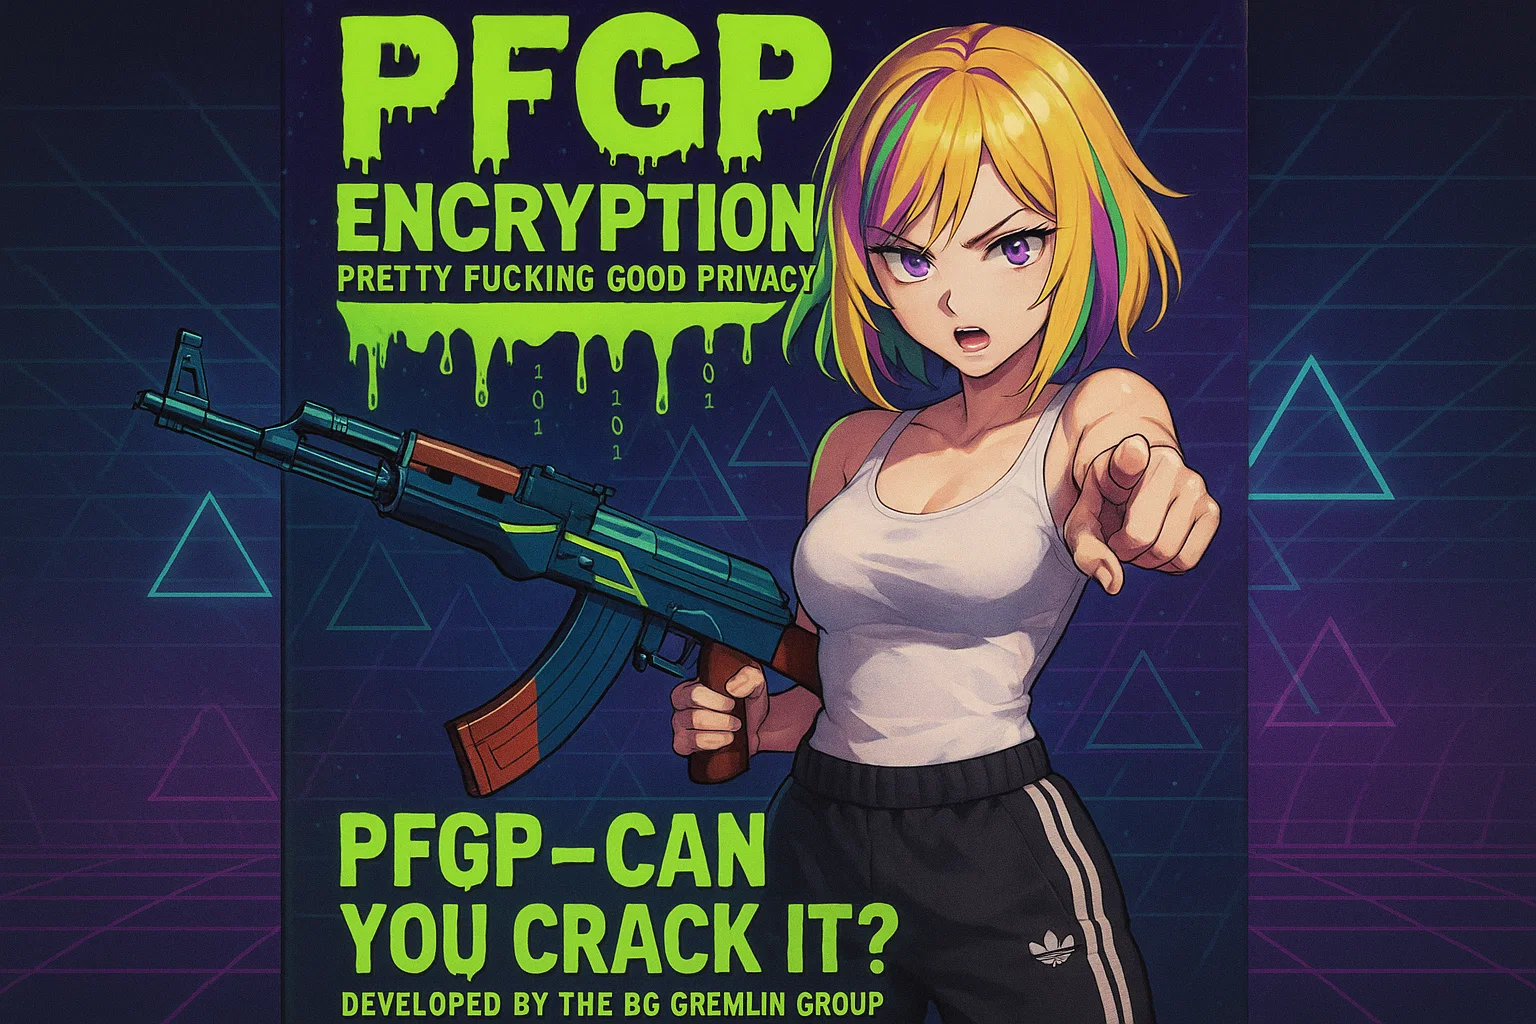 PFGP
ENCRYPTION
PRETTY FUCKING GOOD PRIVACY
101
101
01
PFGP–CAN
YOU CRACK IT?
DEVELOPED BY THE BG GREMLIN GROUP